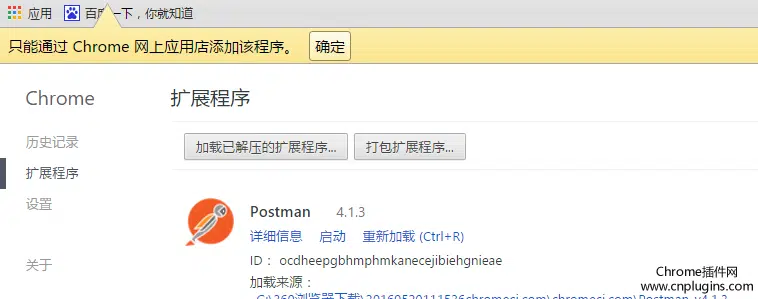 应用 百度一下，你就知道
只能通过 Chrome 网上应用店添加该程序。 确定
Chrome 扩展程序
历史记录 加载已解压的扩展程序... 打包扩展程序...
扩展程序
设置 Postman 4.1.3
详细信息 启动 重新加载 (Ctrl+R)
关于 ID： ocdheepgbhmphmkanecejibiehgnieae
加载来源：
Chrome插件网
www.cnplugins.com